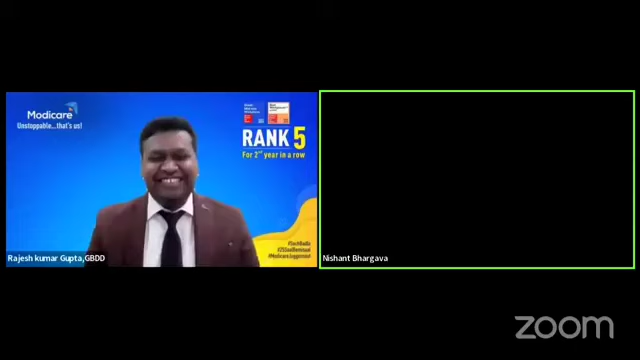 Modicare
Unstoppable...that's us!
RANK 5
For 2nd year in a row
Rajesh kumar Gupta,GBDD
Nishant Bhargava
zoom